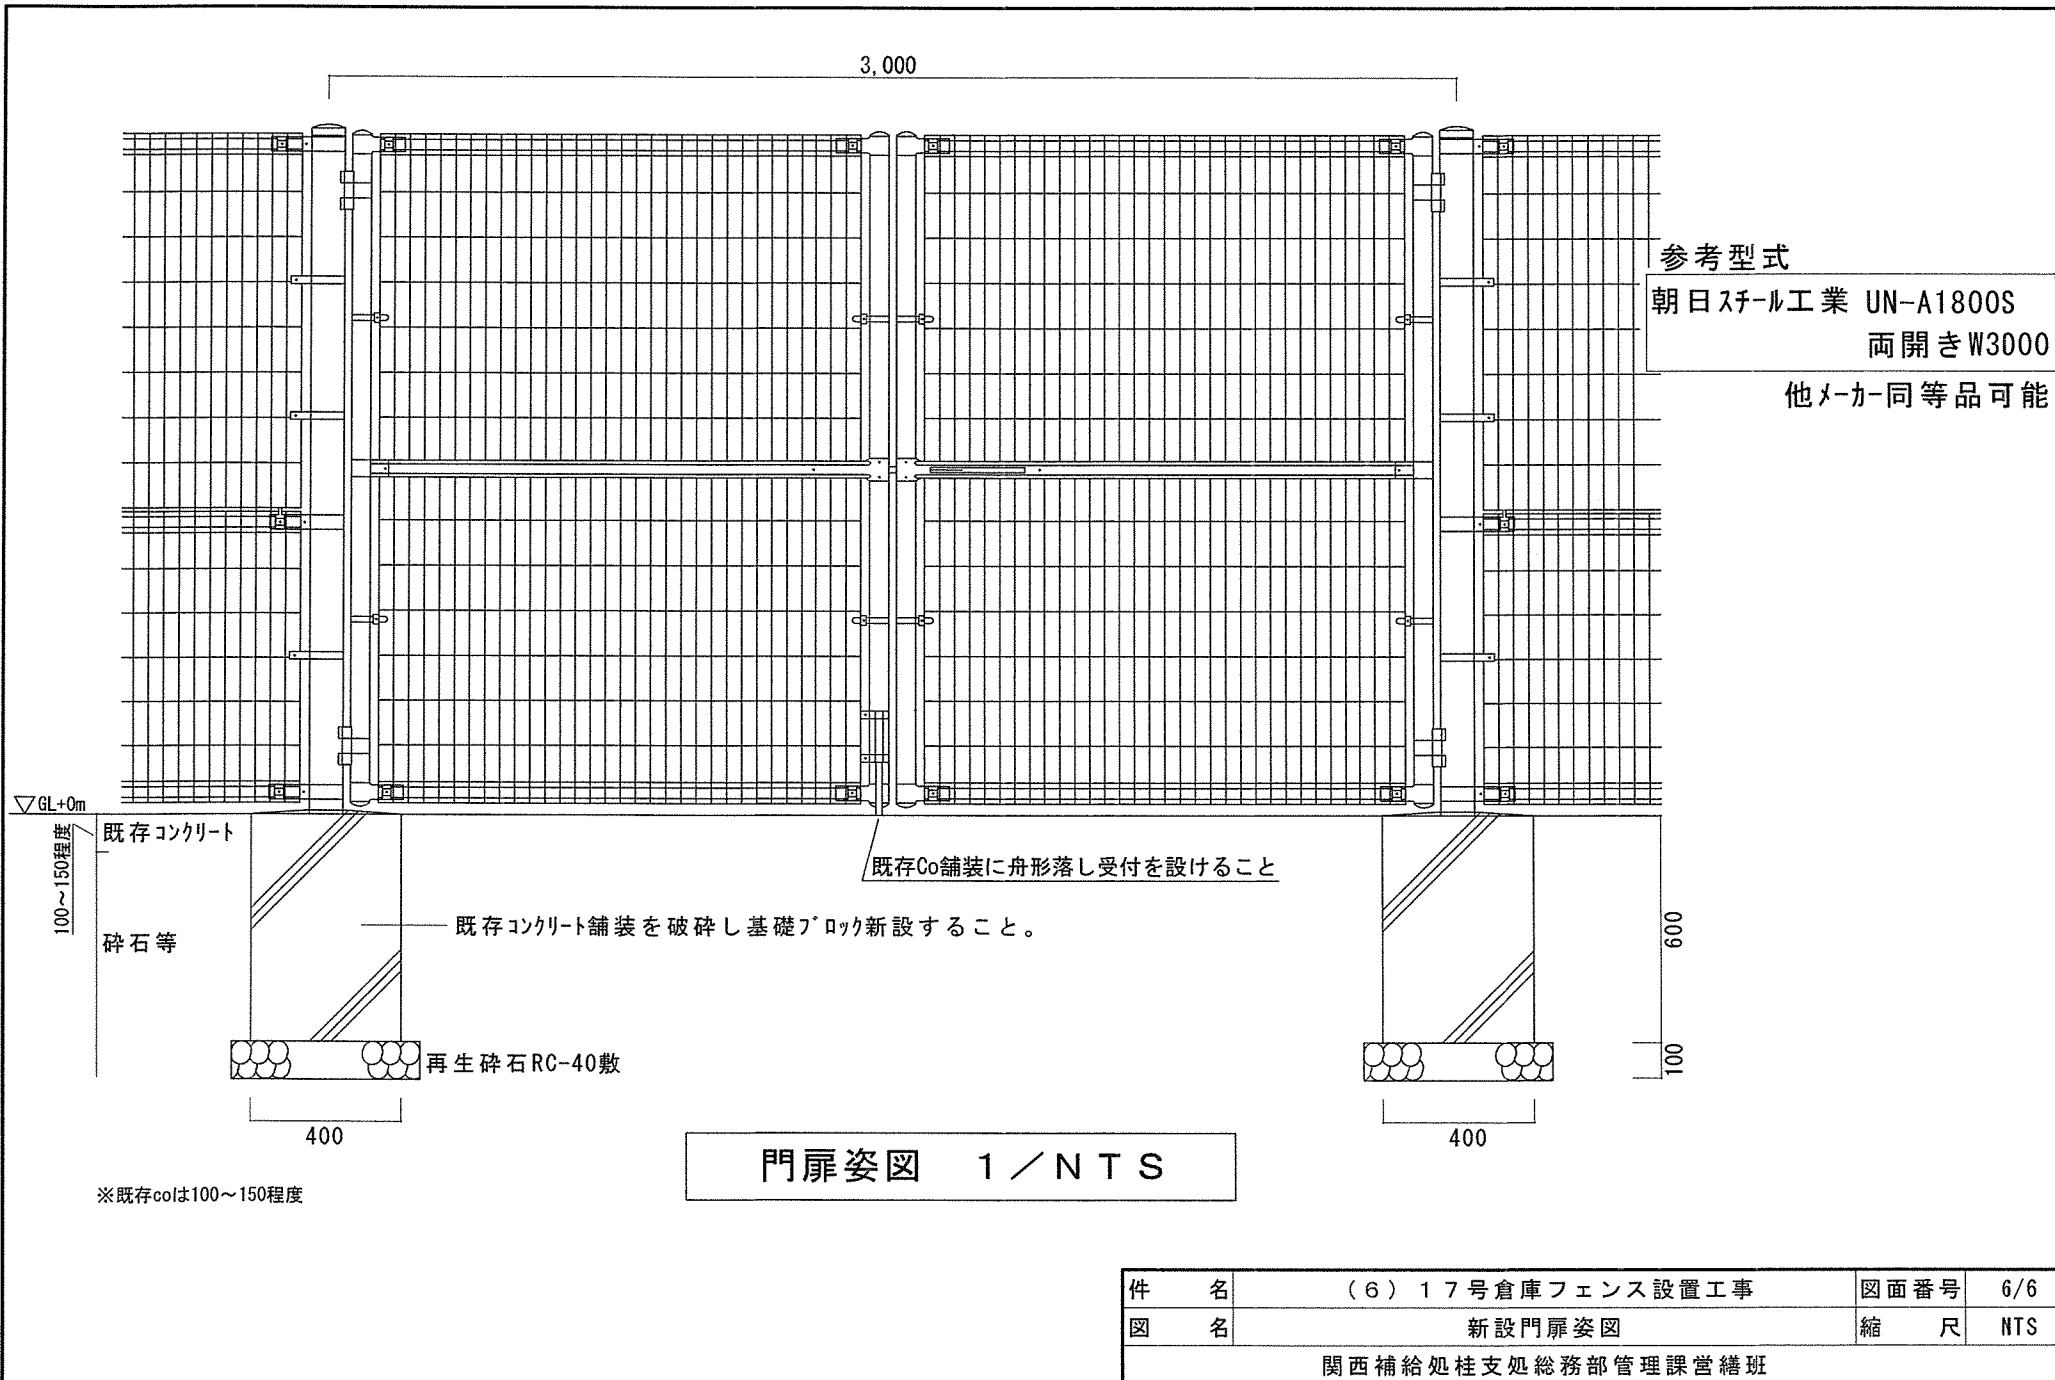 3,000
参考型式
朝日スチール工業 UN-A1800S
両開きW3000
他メーカー同等品可能
▽GL+0m
既存コンクリート
100~150程度
砕石等
既存Co舗装に舟形落し受付を設けること
既存コンクリート舗装を破砕し基礎ブロック新設すること。
600
再生砕石RC-40敷
100
400
400
門扉姿図 1/NTS
※既存coは100~150程度
件名 (6)17号倉庫フェンス設置工事 図面番号 6/6
図名 新設門扉姿図 縮尺 NTS
関西補給処桂支処総務部管理課営繕班